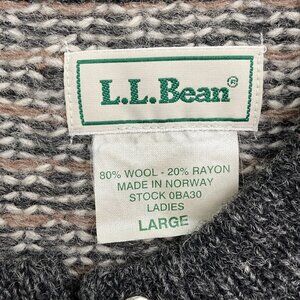 L.L.Bean®
80% WOOL - 20% RAYON
MADE IN NORWAY
STOCK 0BA30
LADIES
LARGE